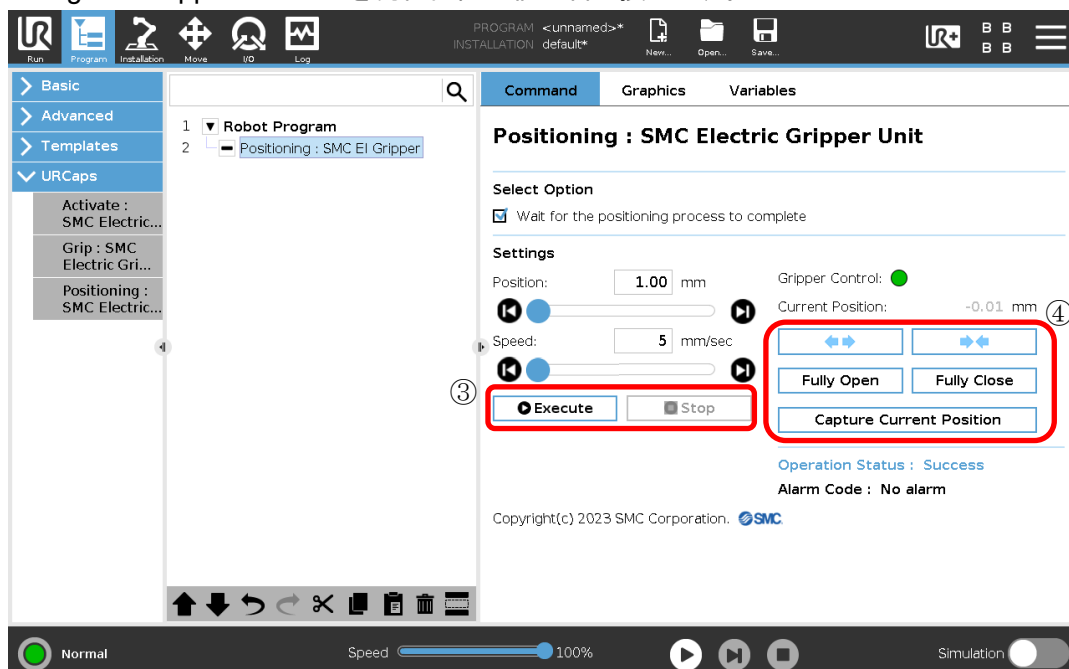 PROGRAM <unnamed>*
INSTALLATION default*
New... Open... Save...
UR+
B B
B B
UR
Run Program Installation Move I/O Log
Basic
Advanced
Templates
URCaps
Activate :
SMC Electric...
Grip : SMC
Electric Gri...
Positioning :
SMC Electric...
1 Robot Program
2 Positioning : SMC El Gripper
Command Graphics Variables
Positioning : SMC Electric Gripper Unit
Select Option
Wait for the positioning process to complete
Settings
Position: 1.00 mm
Speed: 5 mm/sec
③
Execute Stop
Gripper Control:
Current Position: -0.01 mm
④
Fully Open Fully Close
Capture Current Position
Operation Status : Success
Alarm Code : No alarm
Copyright(c) 2023 SMC Corporation. SMC.
Normal Speed 100% Simulation